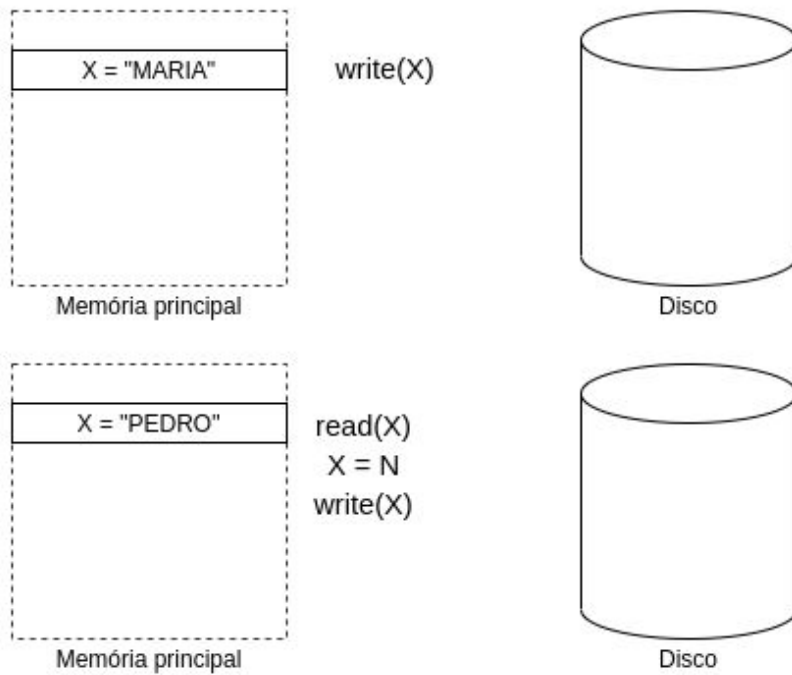 X = "MARIA"
write(X)
Memória principal
Disco
X = "PEDRO"
read(X)
X = N
write(X)
Memória principal
Disco